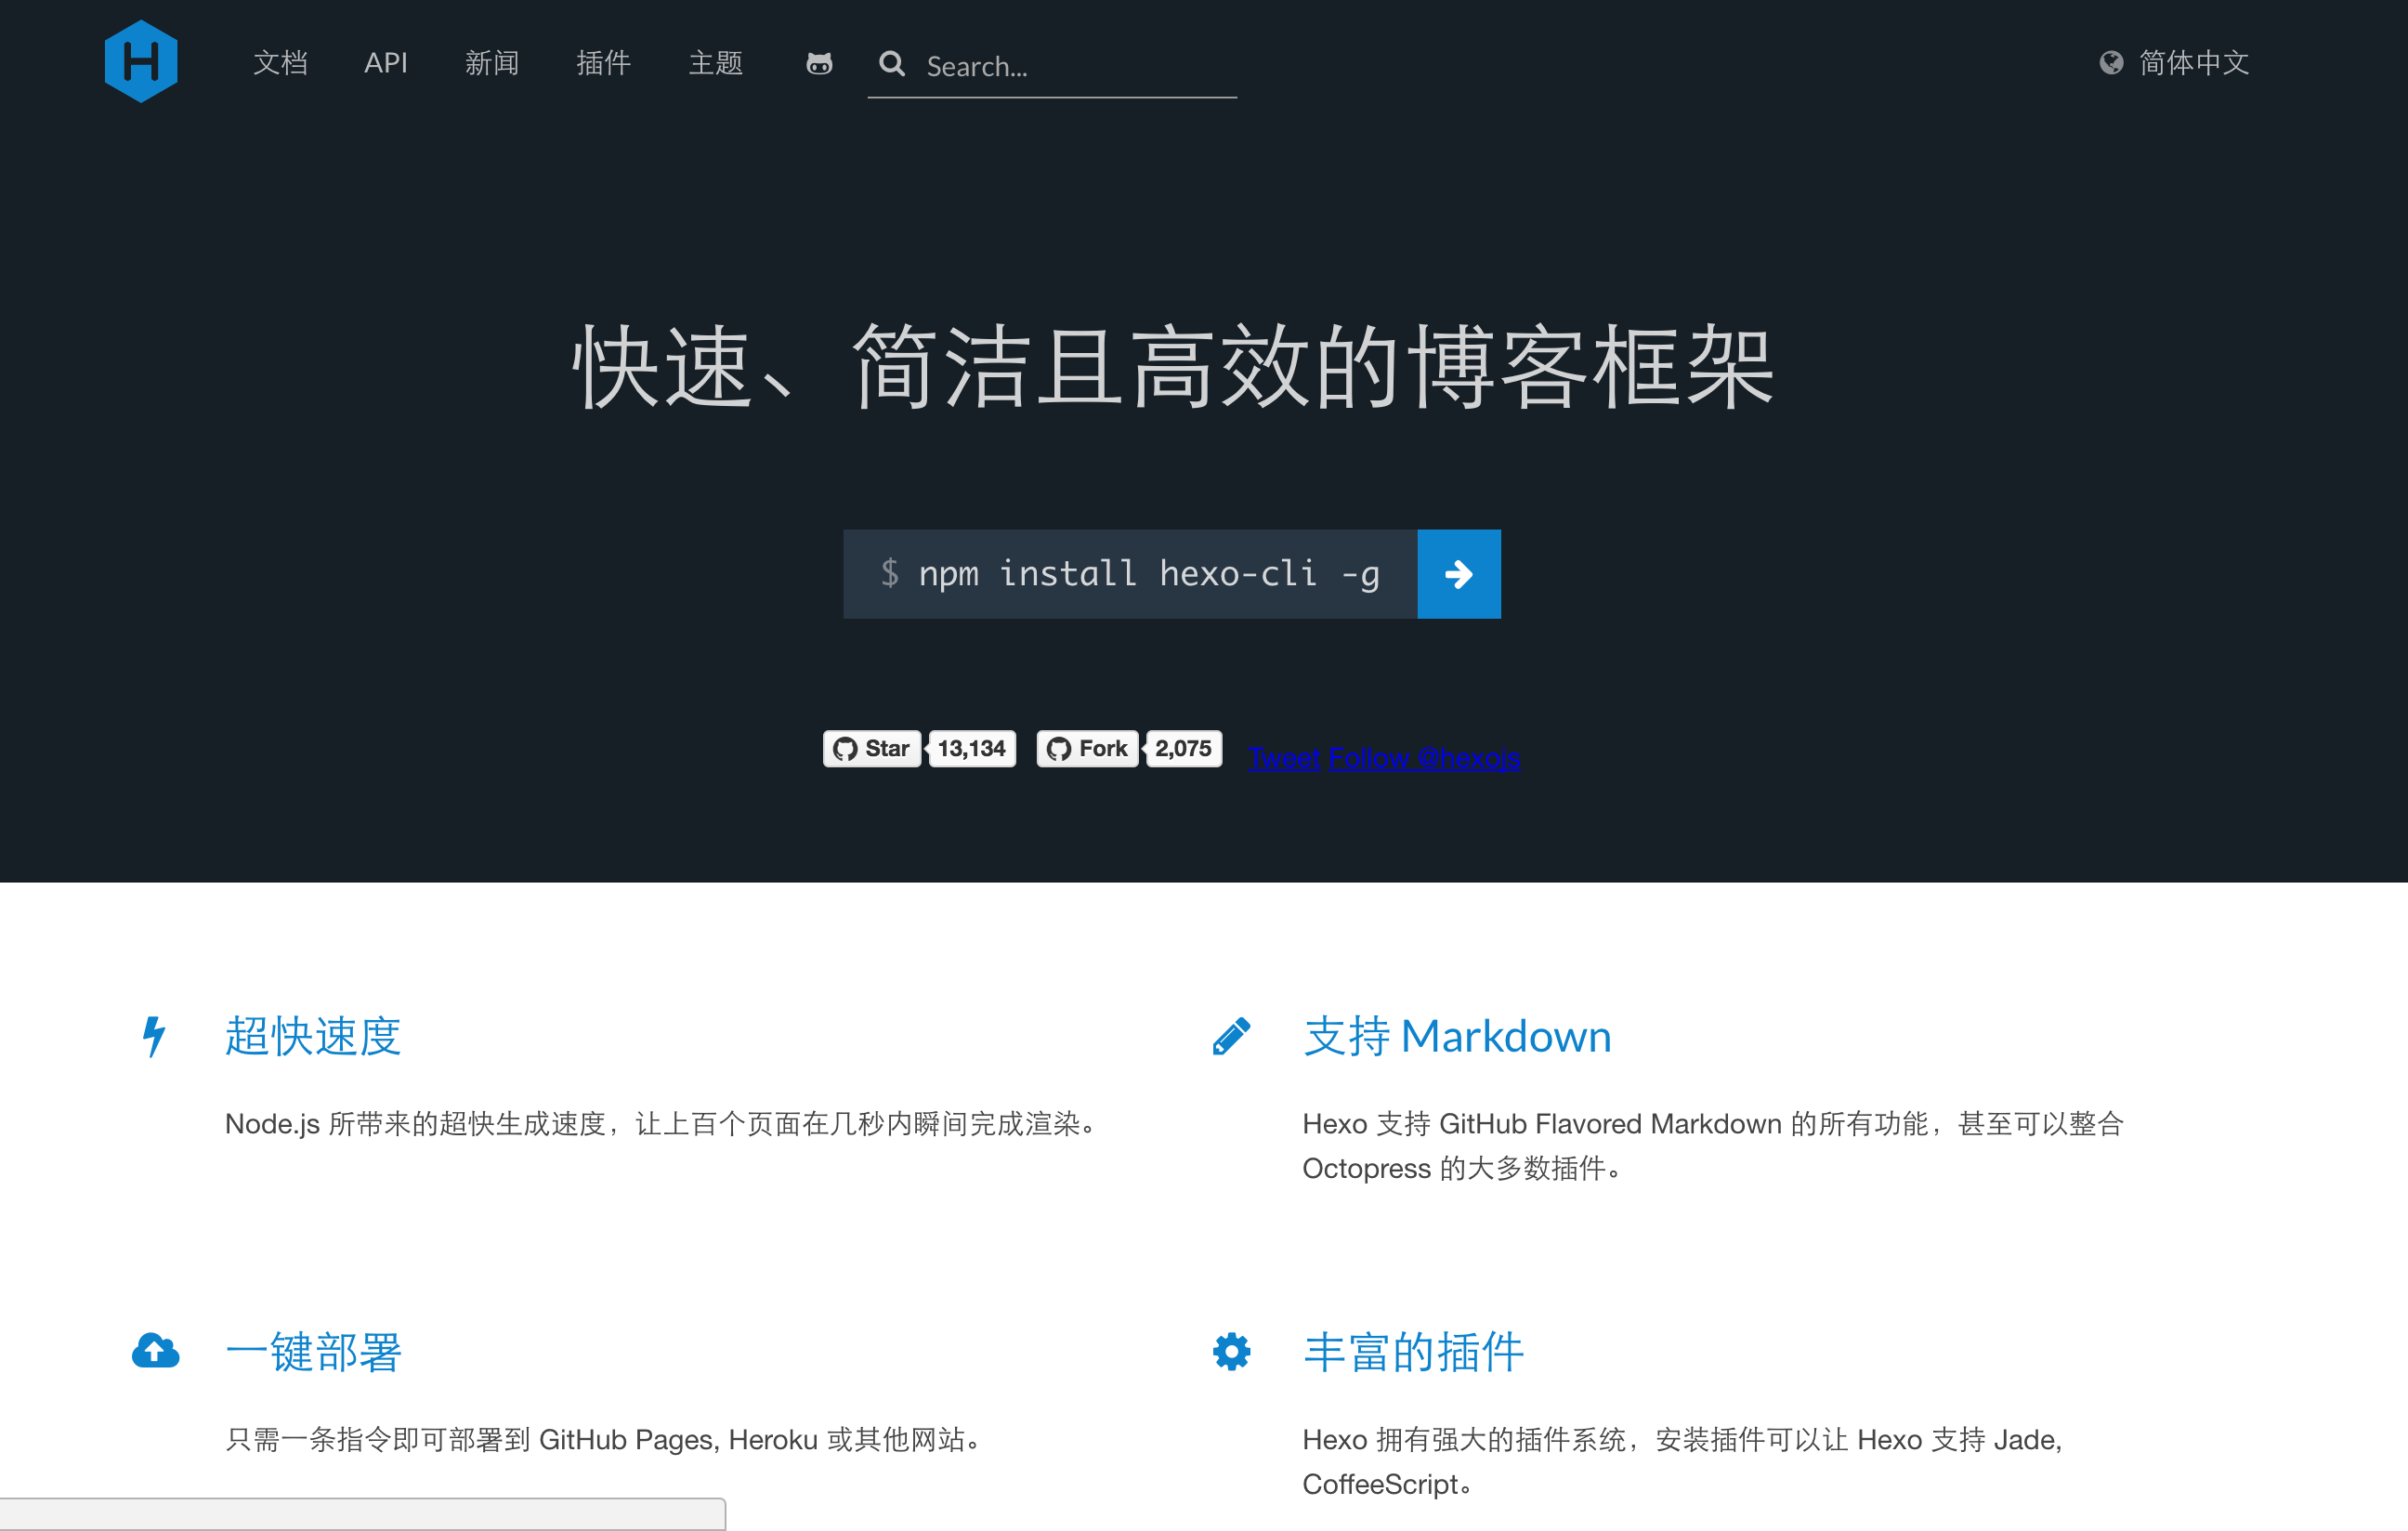 H 文档 API 新闻 插件 主题 Search... 简体中文
快速、简洁且高效的博客框架
$ npm install hexo-cli -g
Star 13,134 Fork 2,075 Tweet Follow @hexojs
超快速度
Node.js 所带来的超快生成速度，让上百个页面在几秒内瞬间完成渲染。
支持 Markdown
Hexo 支持 GitHub Flavored Markdown 的所有功能，甚至可以整合
Octopress 的大多数插件。
一键部署
只需一条指令即可部署到 GitHub Pages, Heroku 或其他网站。
丰富的插件
Hexo 拥有强大的插件系统，安装插件可以让 Hexo 支持 Jade,
CoffeeScript。